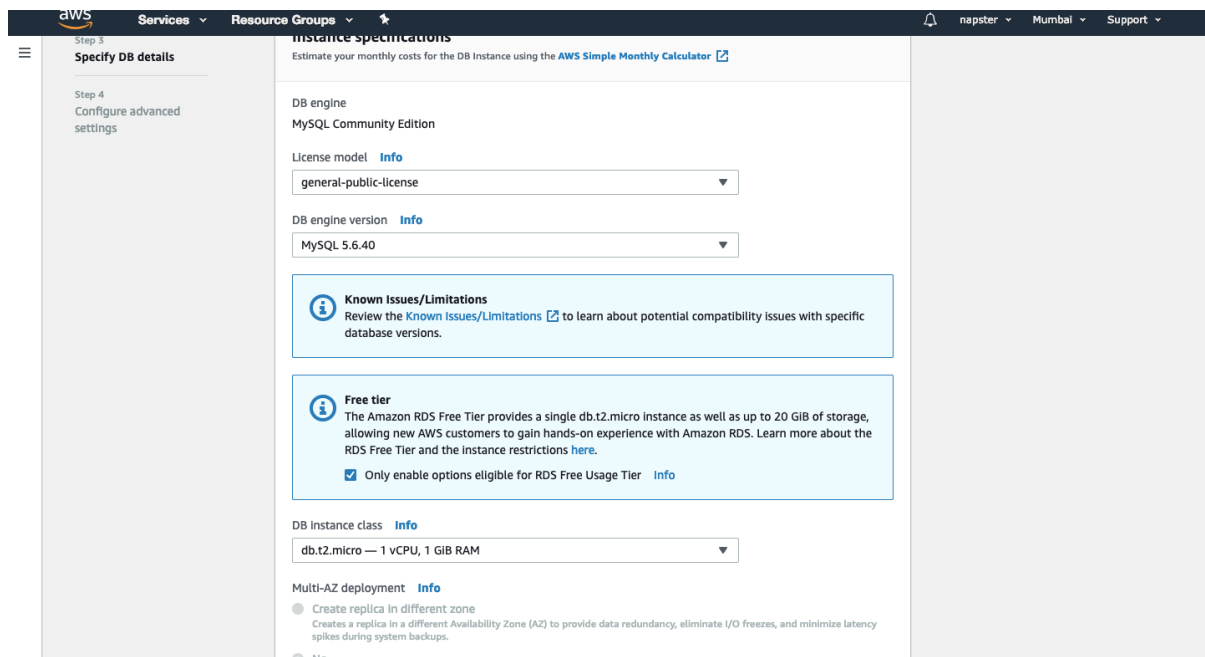 aws Services Resource Groups napster Mumbai Support
Step 3
Specify DB details
Step 4
Configure advanced
settings
Instance specifications
Estimate your monthly costs for the DB Instance using the AWS Simple Monthly Calculator
DB engine
MySQL Community Edition
License model Info
general-public-license
DB engine version Info
MySQL 5.6.40
Known Issues/Limitations
Review the Known Issues/Limitations to learn about potential compatibility issues with specific
database versions.
Free tier
The Amazon RDS Free Tier provides a single db.t2.micro instance as well as up to 20 GiB of storage,
allowing new AWS customers to gain hands-on experience with Amazon RDS. Learn more about the
RDS Free Tier and the instance restrictions here.
Only enable options eligible for RDS Free Usage Tier Info
DB instance class Info
db.t2.micro — 1 vCPU, 1 GiB RAM
Multi-AZ deployment Info
Create replica in different zone
Creates a replica in a different Availability Zone (AZ) to provide data redundancy, eliminate I/O freezes, and minimize latency
spikes during system backups.
No